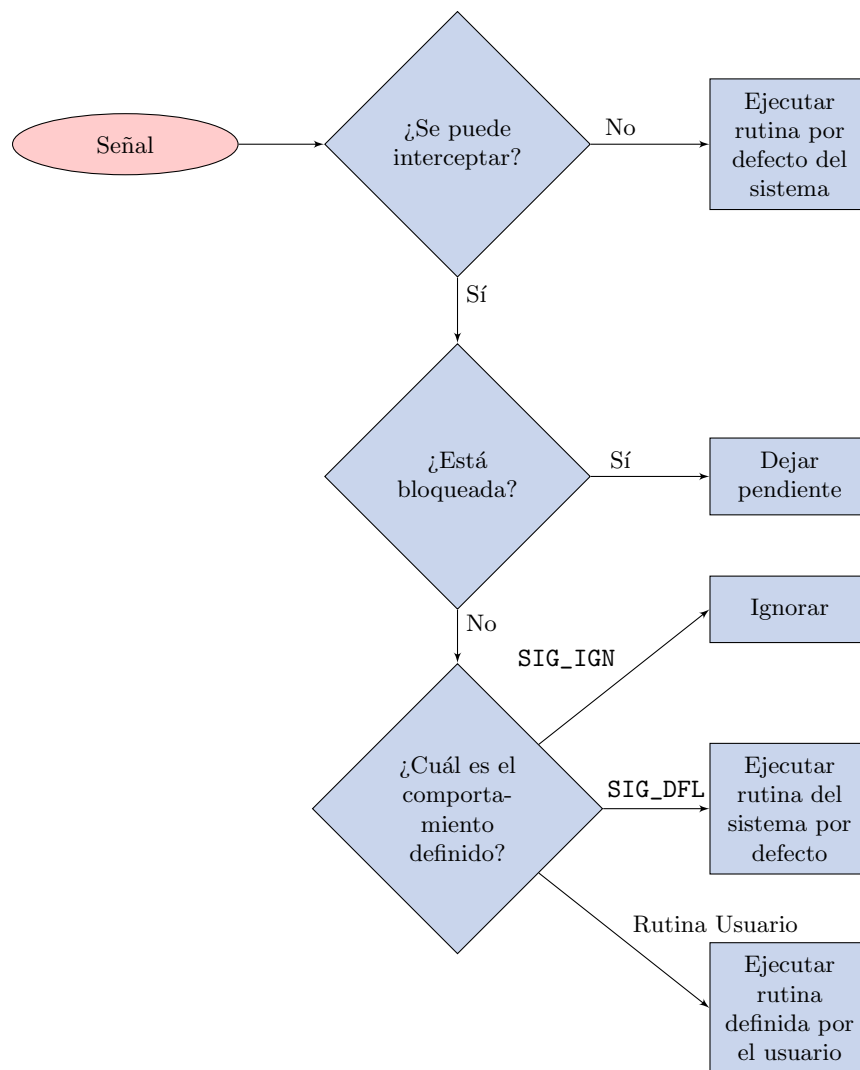 Señal
¿Se puede
interceptar?
No
Ejecutar
rutina por
defecto del
sistema
Sí
¿Está
bloqueada?
Sí
Dejar
pendiente
No
SIG_IGN
Ignorar
¿Cuál es el
comporta-
miento
definido?
SIG_DFL
Ejecutar
rutina del
sistema por
defecto
Rutina Usuario
Ejecutar
rutina
definida por
el usuario